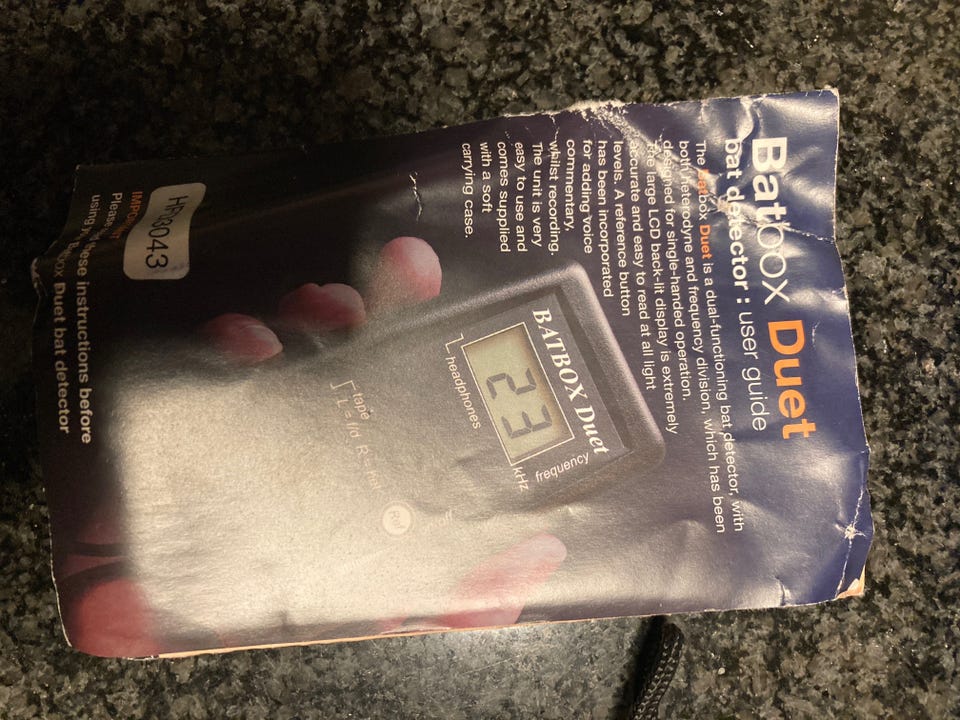 Batbox Duet
bat detector : user guide
The Batbox Duet is a dual-functioning bat detector, with
both heterodyne and frequency division, which has been
designed for single-handed operation.
The large LCD back-lit display is extremely
accurate and easy to read at all light
levels. A reference button
has been incorporated
for adding voice
commentary,
whilst recording.
The unit is very
easy to use and
comes supplied
with a soft
carrying case.
BATBOX Duet
frequency
23
kHz
headphones
tape
L = f/d R =
Ref
HR0043
Please
these instructions before
using Duet bat detector